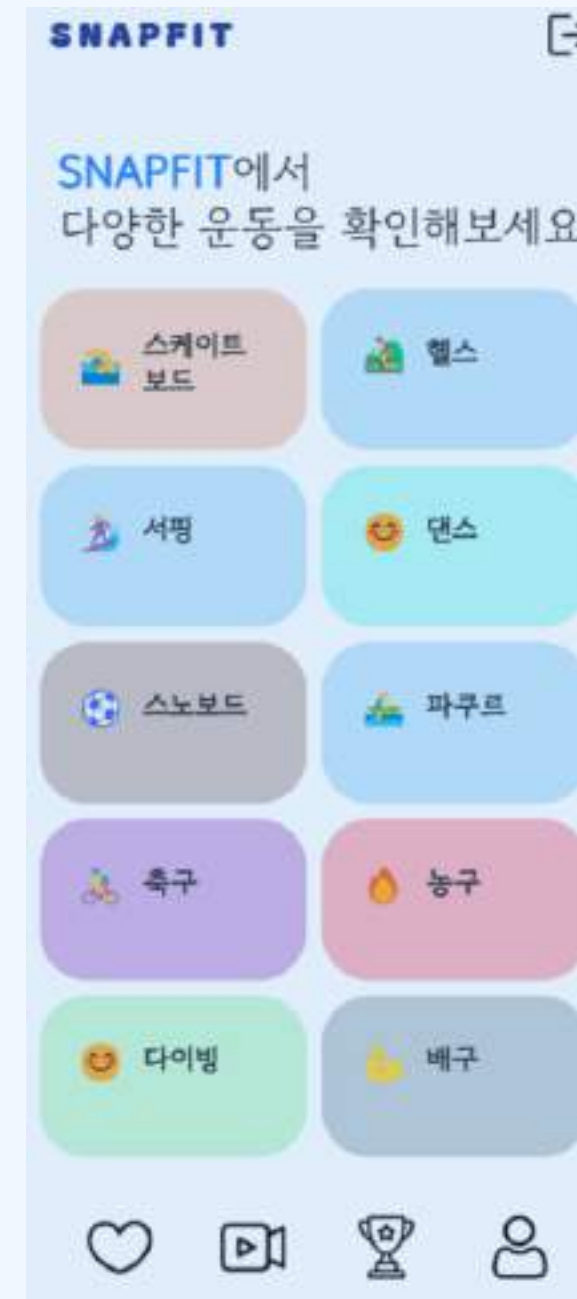 SNAPFIT
SNAPFIT에서
다양한 운동을 확인해보세요
스케이트
보드
헬스
서핑
댄스
스노보드
파쿠르
축구
농구
다이빙
배구